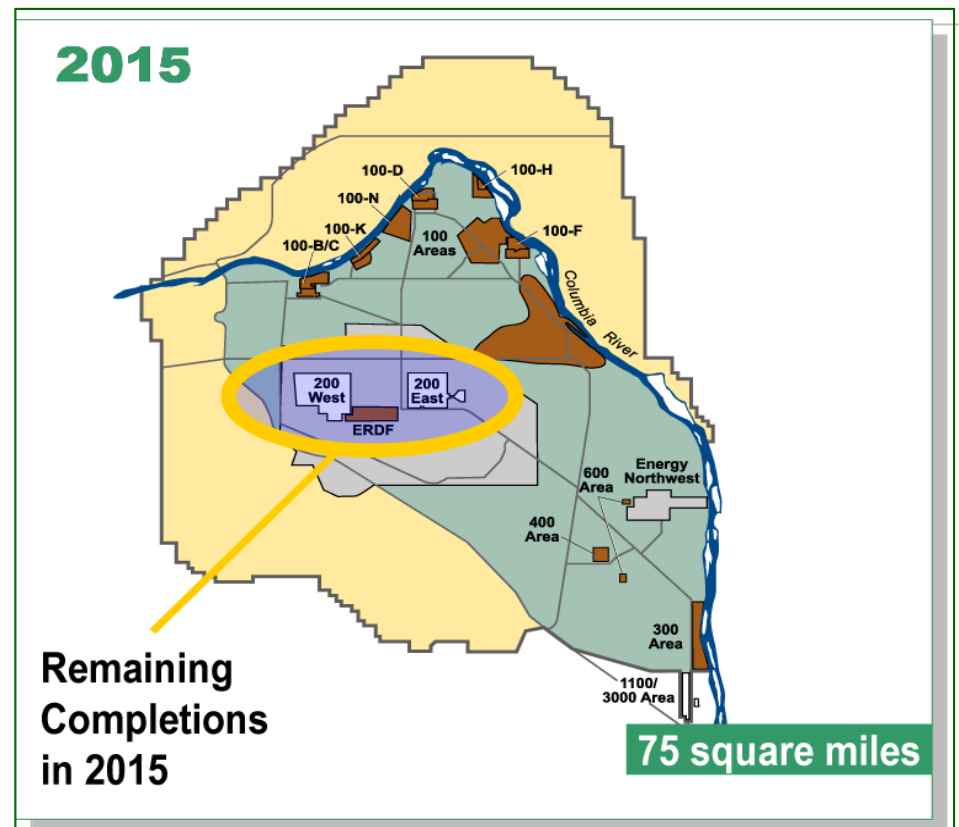 2015
100-D
100-H
100-N
100-K
100
Areas
100-F
100-B/C
Columbia
River
200
West
200
East
ERDF
Energy
Northwest
600
Area
400
Area
300
Area
1100/
3000 Area
Remaining
Completions
in 2015
75 square miles